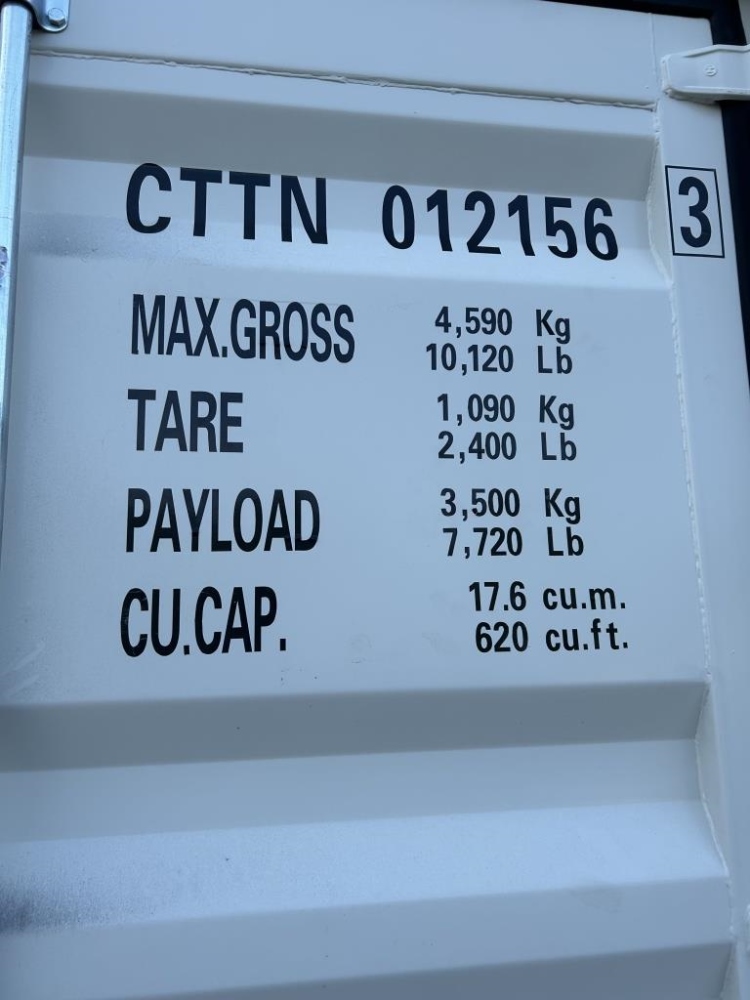 CTTN 012156 3
MAX.GROSS 4,590 Kg
10,120 Lb
TARE 1,090 Kg
2,400 Lb
PAYLOAD 3,500 Kg
7,720 Lb
CU.CAP. 17.6 cu.m.
620 cu.ft.